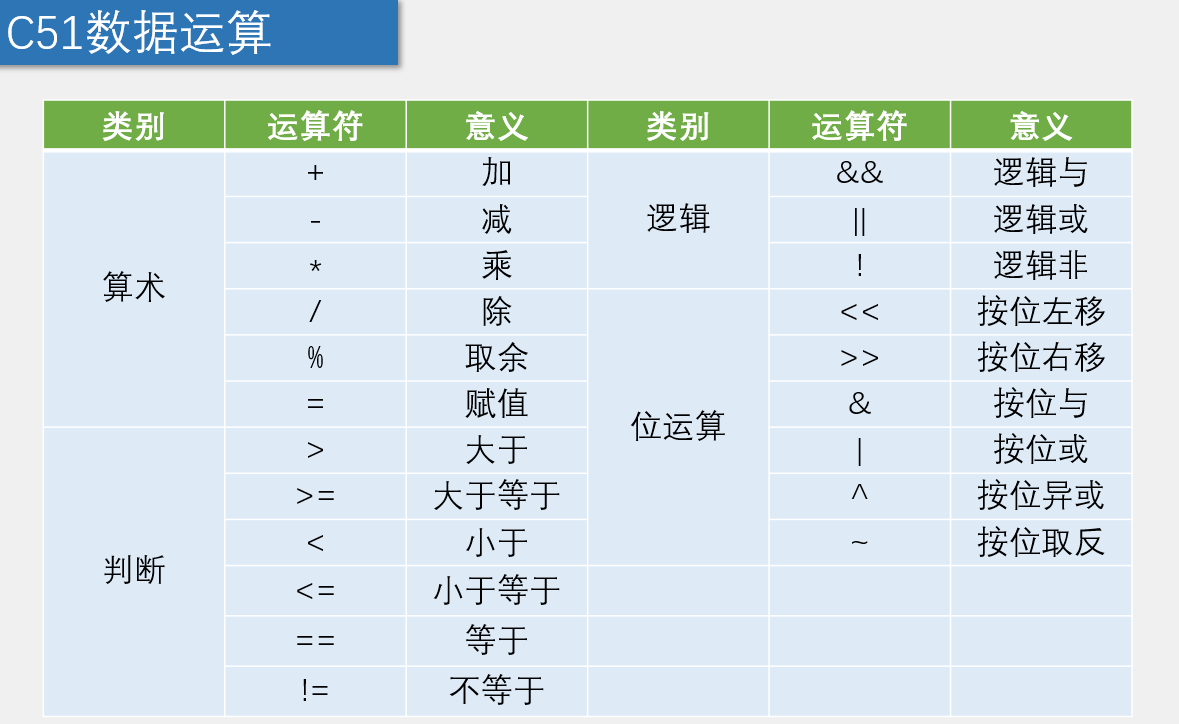 C51数据运算
类别 运算符 意义 类别 运算符 意义
算术 + 加 逻辑 && 逻辑与
- 减 || 逻辑或
* 乘 ! 逻辑非
/ 除 位运算 << 按位左移
% 取余 >> 按位右移
= 赋值 & 按位与
判断 > 大于 | 按位或
>= 大于等于 ^ 按位异或
< 小于 ~ 按位取反
<= 小于等于
== 等于
!= 不等于